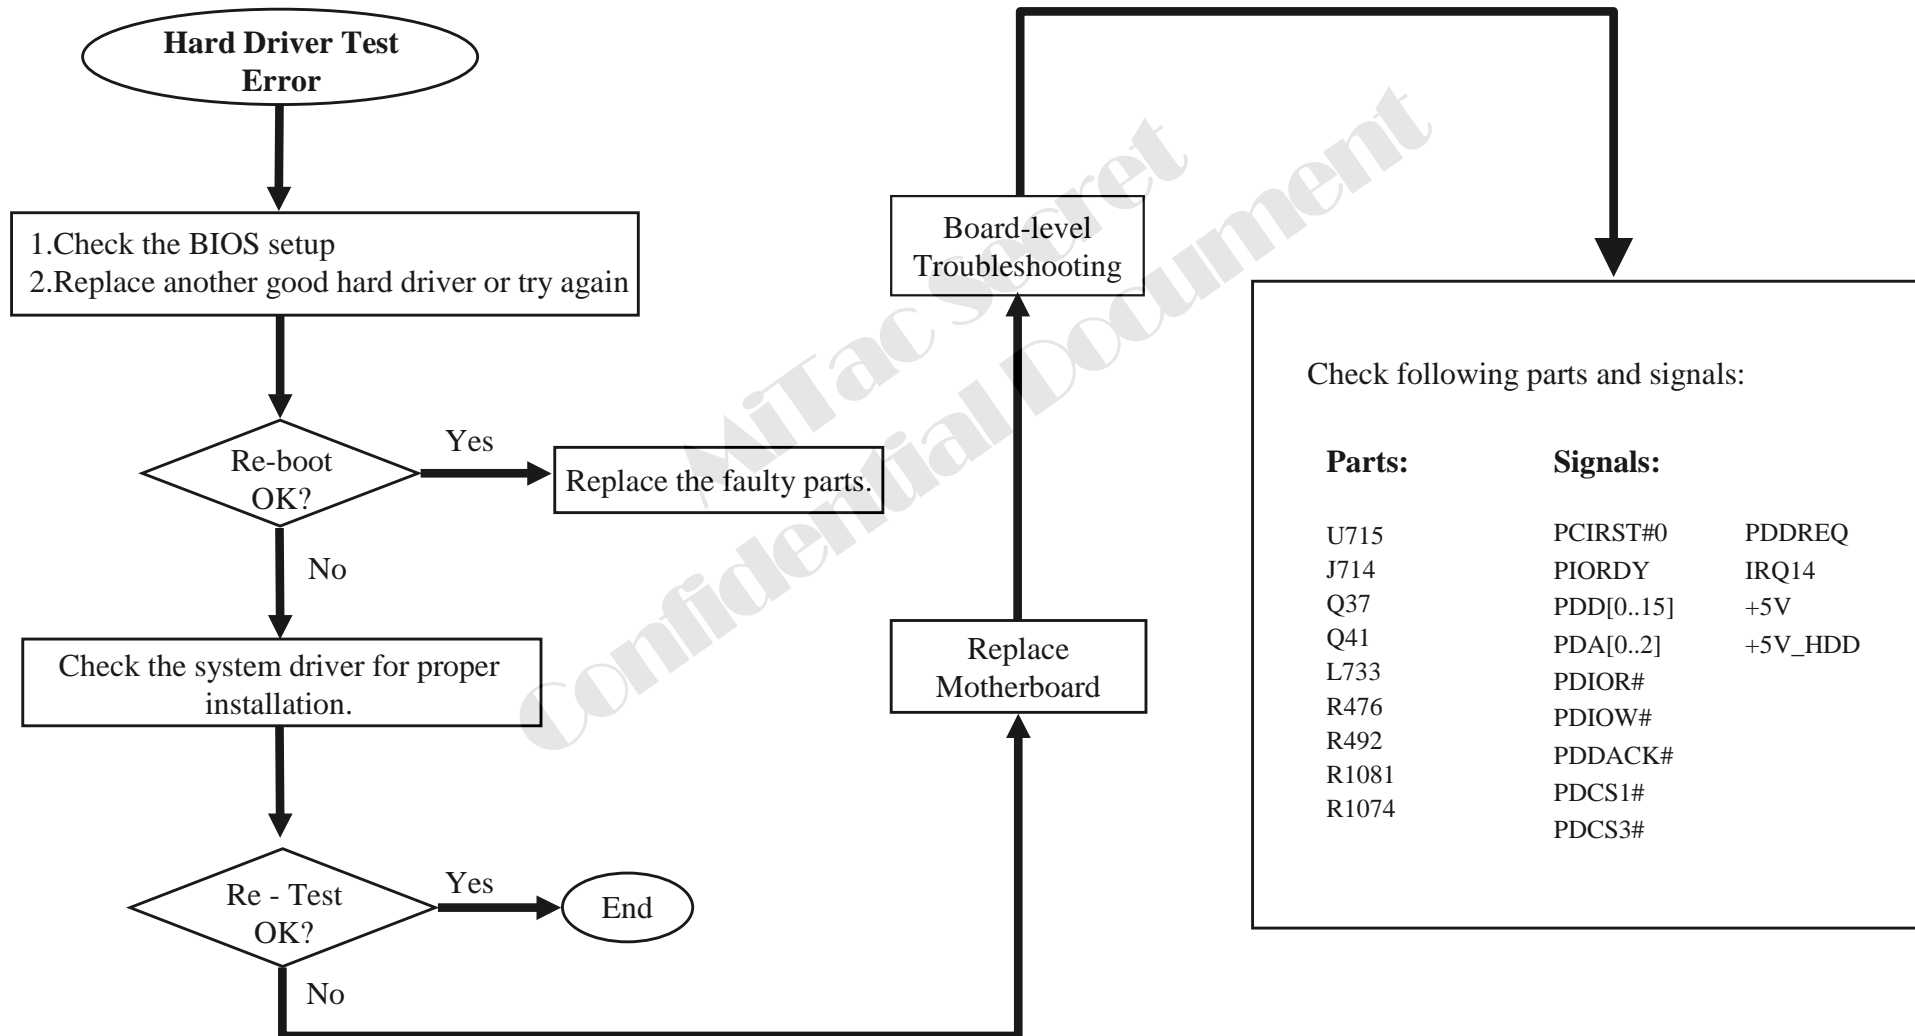 Hard Driver Test
Error
1.Check the BIOS setup
2.Replace another good hard driver or try again
Re-boot
OK?
Yes
Replace the faulty parts.
No
Check the system driver for proper
installation.
Re - Test
OK?
Yes
End
No
Replace
Motherboard
Board-level
Troubleshooting
Check following parts and signals:
Parts:
U715
J714
Q37
Q41
L733
R476
R492
R1081
R1074
Signals:
PCIRST#0
PIORDY
PDD[0..15]
PDA[0..2]
PDIOR#
PDIOW#
PDDACK#
PDCS1#
PDCS3#
PDDREQ
IRQ14
+5V
+5V_HDD
MiTac Secret
Confidential Document